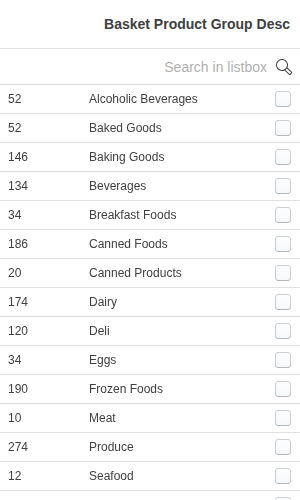 Basket Product Group Desc
Search in listbox
52 Alcoholic Beverages
52 Baked Goods
146 Baking Goods
134 Beverages
34 Breakfast Foods
186 Canned Foods
20 Canned Products
174 Dairy
120 Deli
34 Eggs
190 Frozen Foods
10 Meat
274 Produce
12 Seafood